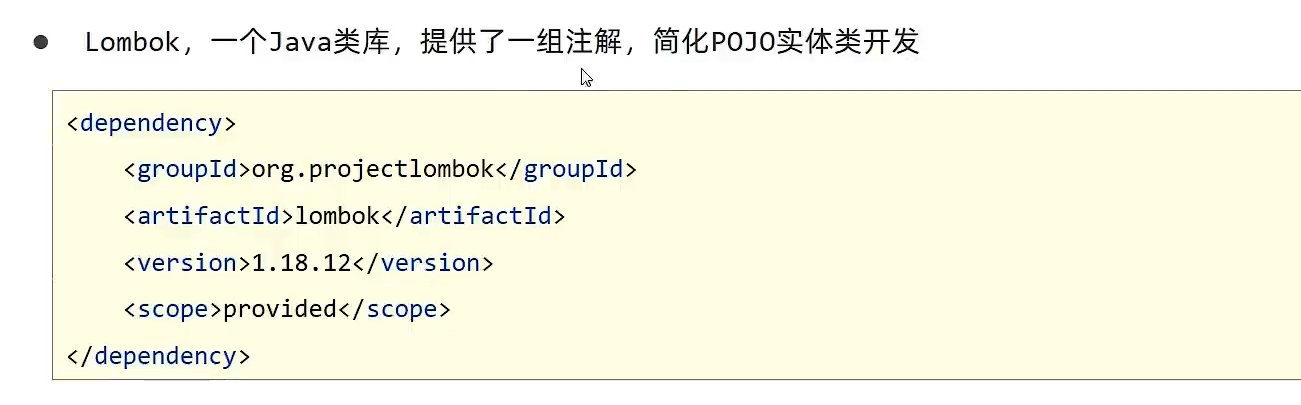 ● Lombok，一个Java类库，提供了一组注解，简化POJO实体类开发
<dependency>
    <groupId>org.projectlombok</groupId>
    <artifactId>lombok</artifactId>
    <version>1.18.12</version>
    <scope>provided</scope>
</dependency>